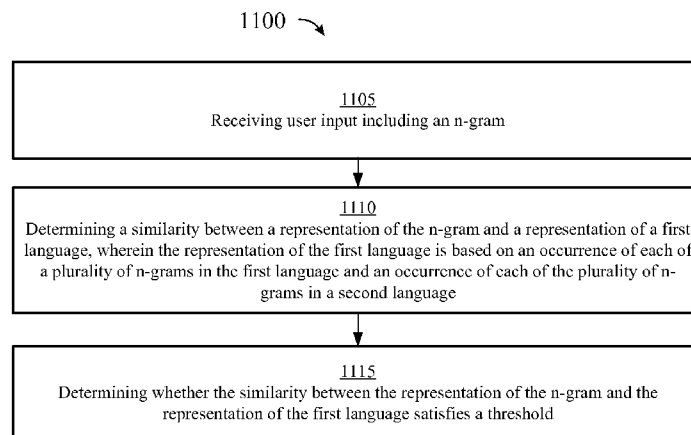 1100
1105
Receiving user input including an n-gram
1110
Determining a similarity between a representation of the n-gram and a representation of a first
language, wherein the representation of the first language is based on an occurrence of each of
a plurality of n-grams in the first language and an occurrence of each of the plurality of n-
grams in a second language
1115
Determining whether the similarity between the representation of the n-gram and the
representation of the first language satisfies a threshold